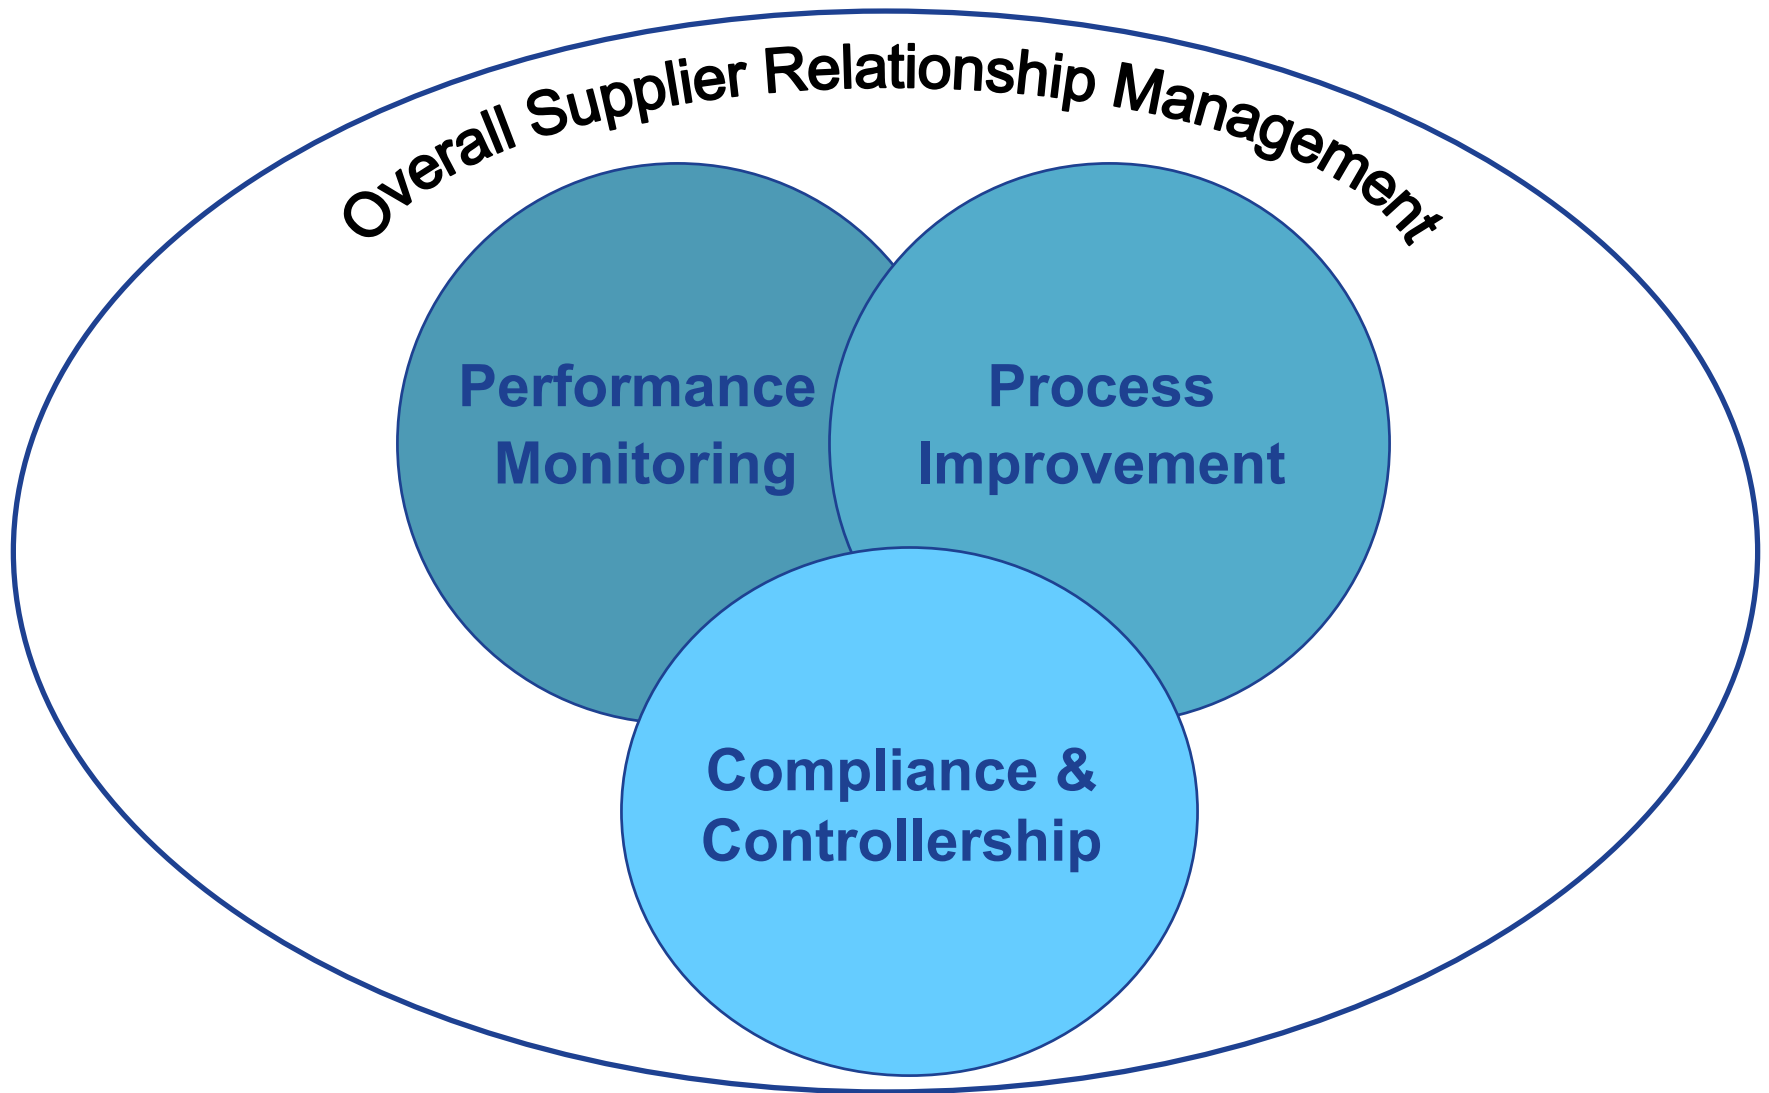 Overall Supplier Relationship Management
Performance
Monitoring
Process
Improvement
Compliance &
Controllership